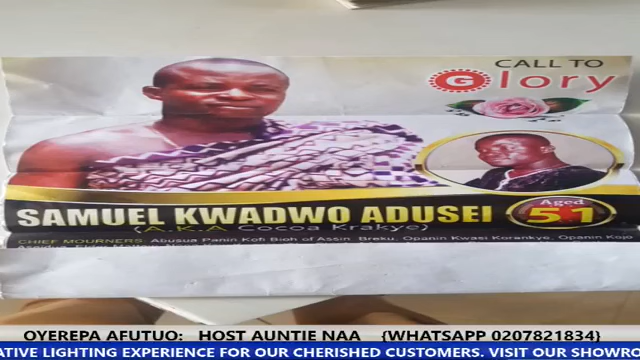 CALL TO
Glory
SAMUEL KWADWO ADUSEI
(A.K.A Cocoa Krakye)
Aged
51
CHIEF MOURNERS: Abusua Panin Kofi Bioh of Assin Breku, Opanin Kwasi Korankye, Opanin Kojo
OYEREPA AFUTUO: HOST AUNTIE NAA {WHATSAPP 0207821834}
ATIVE LIGHTING EXPERIENCE FOR OUR CHERISHED CUSTOMERS. VISIT OUR SHOWRO